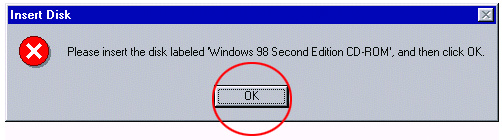 Insert Disk
Please insert the disk labeled 'Windows 98 Second Edition CD-ROM', and then click OK.
OK